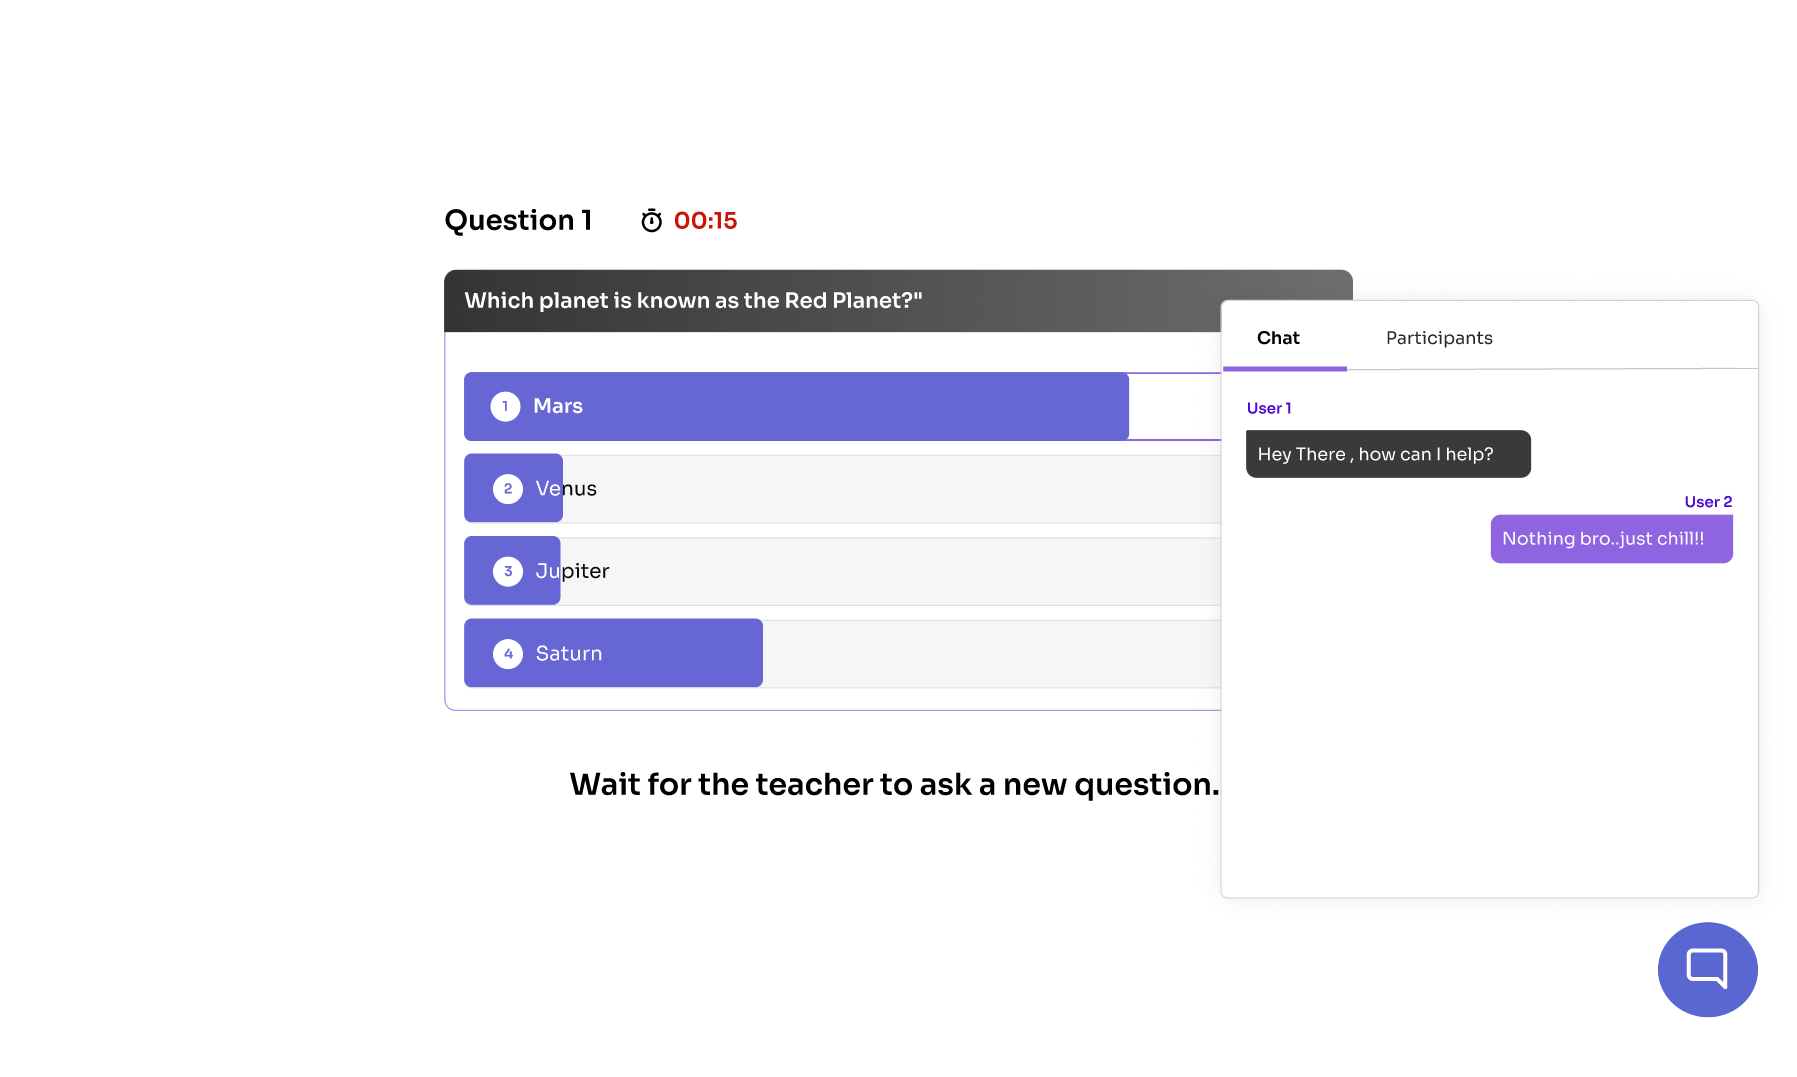 Question 1
00:15
Which planet is known as the Red Planet?"
1 Mars
2 Venus
3 Jupiter
4 Saturn
Wait for the teacher to ask a new question.
Chat
Participants
User 1
Hey There , how can I help?
User 2
Nothing bro..just chill!!